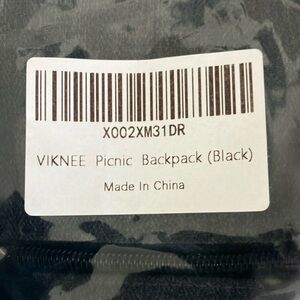 X002XM31DR
VIKNEE Picnic Backpack (Black)
Made In China